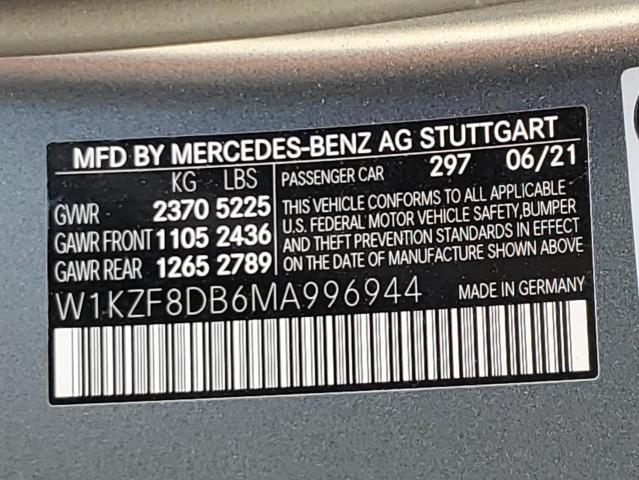 MFD BY MERCEDES-BENZ AG STUTTGART
KG LBS
GVWR 2370 5225
GAWR FRONT 1105 2436
GAWR REAR 1265 2789
PASSENGER CAR 297 06/21
THIS VEHICLE CONFORMS TO ALL APPLICABLE
U.S. FEDERAL MOTOR VEHICLE SAFETY,BUMPER
AND THEFT PREVENTION STANDARDS IN EFFECT
ON THE DATE OF MANUFACTURE SHOWN ABOVE
W1KZF8DB6MA996944
MADE IN GERMANY